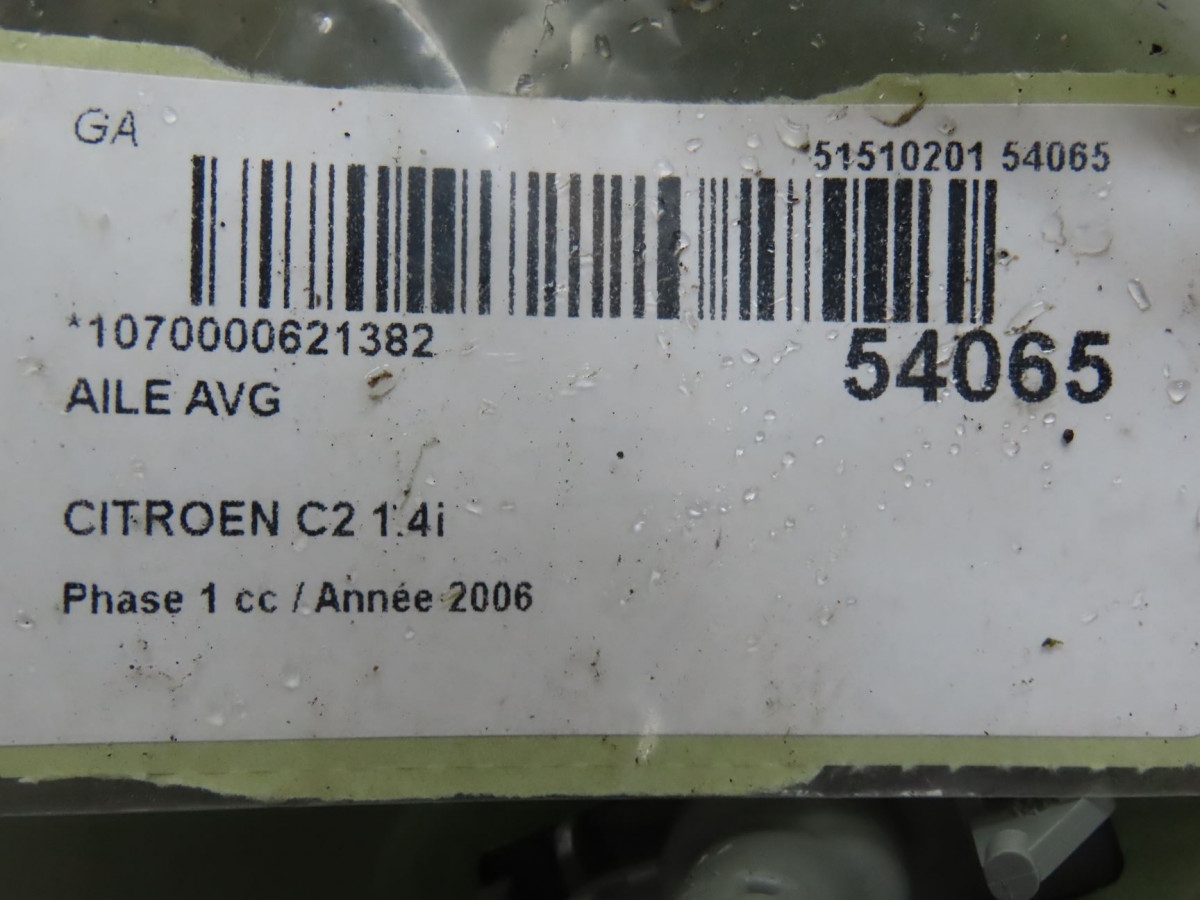 GA
51510201 54065
*1070000621382
54065
AILE AVG
CITROEN C2 1.4i
Phase 1 cc / Année 2006